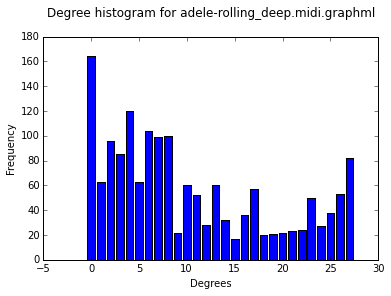 Degree histogram for adele-rolling_deep.midi.graphml
180
160
140
120
100
80
60
40
20
0
Frequency
-5 0 5 10 15 20 25 30
Degrees